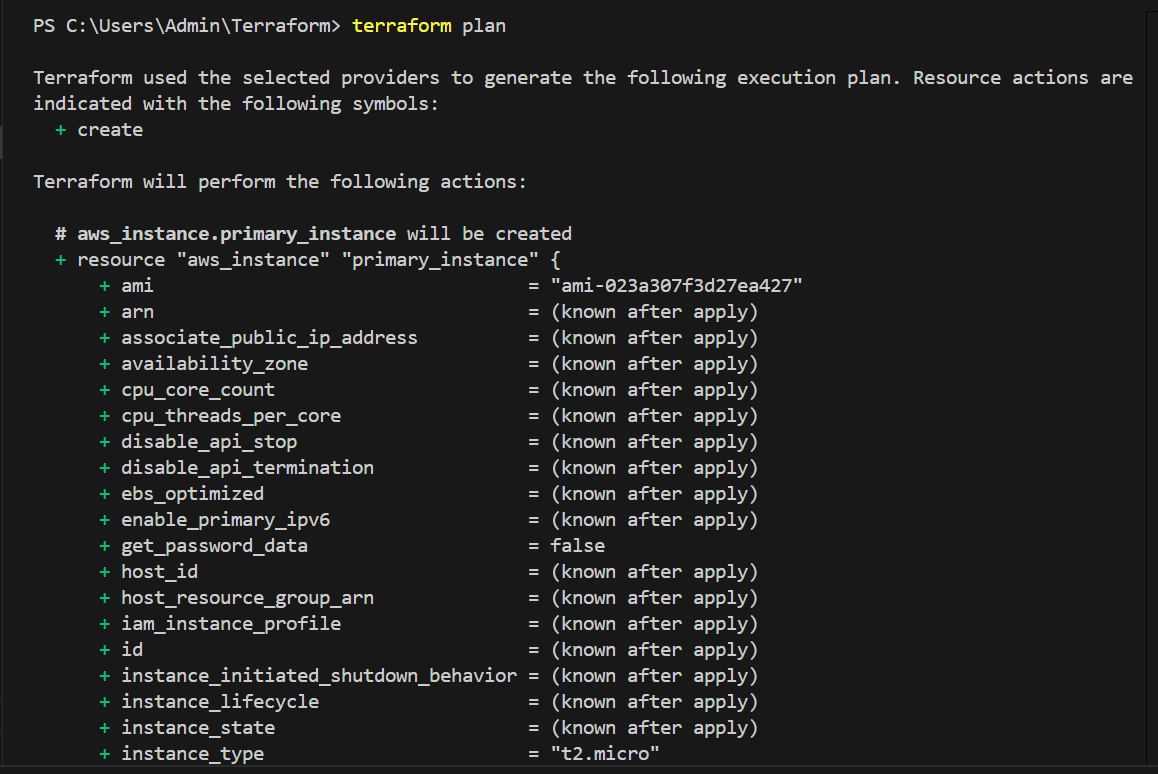 PS C:\Users\Admin\Terraform> terraform plan
Terraform used the selected providers to generate the following execution plan. Resource actions are
indicated with the following symbols:
+ create
Terraform will perform the following actions:
# aws_instance.primary_instance will be created
+ resource "aws_instance" "primary_instance" {
+ ami = "ami-023a307f3d27ea427"
+ arn = (known after apply)
+ associate_public_ip_address = (known after apply)
+ availability_zone = (known after apply)
+ cpu_core_count = (known after apply)
+ cpu_threads_per_core = (known after apply)
+ disable_api_stop = (known after apply)
+ disable_api_termination = (known after apply)
+ ebs_optimized = (known after apply)
+ enable_primary_ipv6 = (known after apply)
+ get_password_data = false
+ host_id = (known after apply)
+ host_resource_group_arn = (known after apply)
+ iam_instance_profile = (known after apply)
+ id = (known after apply)
+ instance_initiated_shutdown_behavior = (known after apply)
+ instance_lifecycle = (known after apply)
+ instance_state = (known after apply)
+ instance_type = "t2.micro"